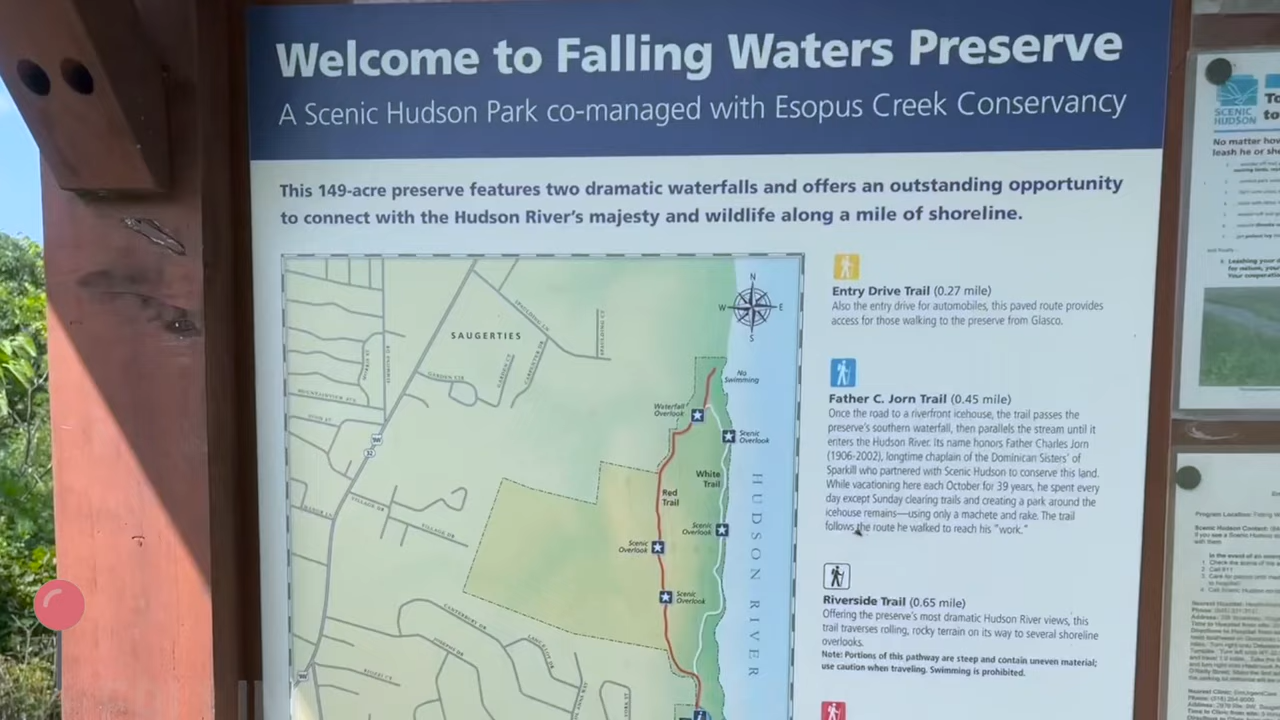 Welcome to Falling Waters Preserve
A Scenic Hudson Park co-managed with Esopus Creek Conservancy
This 149-acre preserve features two dramatic waterfalls and offers an outstanding opportunity
to connect with the Hudson River's majesty and wildlife along a mile of shoreline.
N
W
E
S
SAUGERTIES
No
Swimming
Waterfall
Overlook
Scenic
Overlook
White
Trail
Red
Trail
Scenic
Overlook
Scenic
Overlook
Scenic
Overlook
HUDSON RIVER
9W
32
VILLAGE DR
VILLAGE DR
CANTERBURY DR
Entry Drive Trail (0.27 mile)
Also the entry drive for automobiles, this paved route provides
access for those walking to the preserve from Glasco.
Father C. Jorn Trail (0.45 mile)
Once the road to a riverfront icehouse, the trail passes the
preserve's southern waterfall, then parallels the stream until it
enters the Hudson River. Its name honors Father Charles Jorn
(1906-2002), longtime chaplain of the Dominican Sisters' of
Sparkill who partnered with Scenic Hudson to conserve this land.
While vacationing here each October for 39 years, he spent every
day except Sunday clearing trails and creating a park around the
icehouse remains—using only a machete and rake. The trail
follows the route he walked to reach his "work."
Riverside Trail (0.65 mile)
Offering the preserve's most dramatic Hudson River views, this
trail traverses rolling, rocky terrain on its way to several shoreline
overlooks.
Note: Portions of this pathway are steep and contain uneven material;
use caution when traveling. Swimming is prohibited.
SCENIC
HUDSON
No matter how
leash he or she